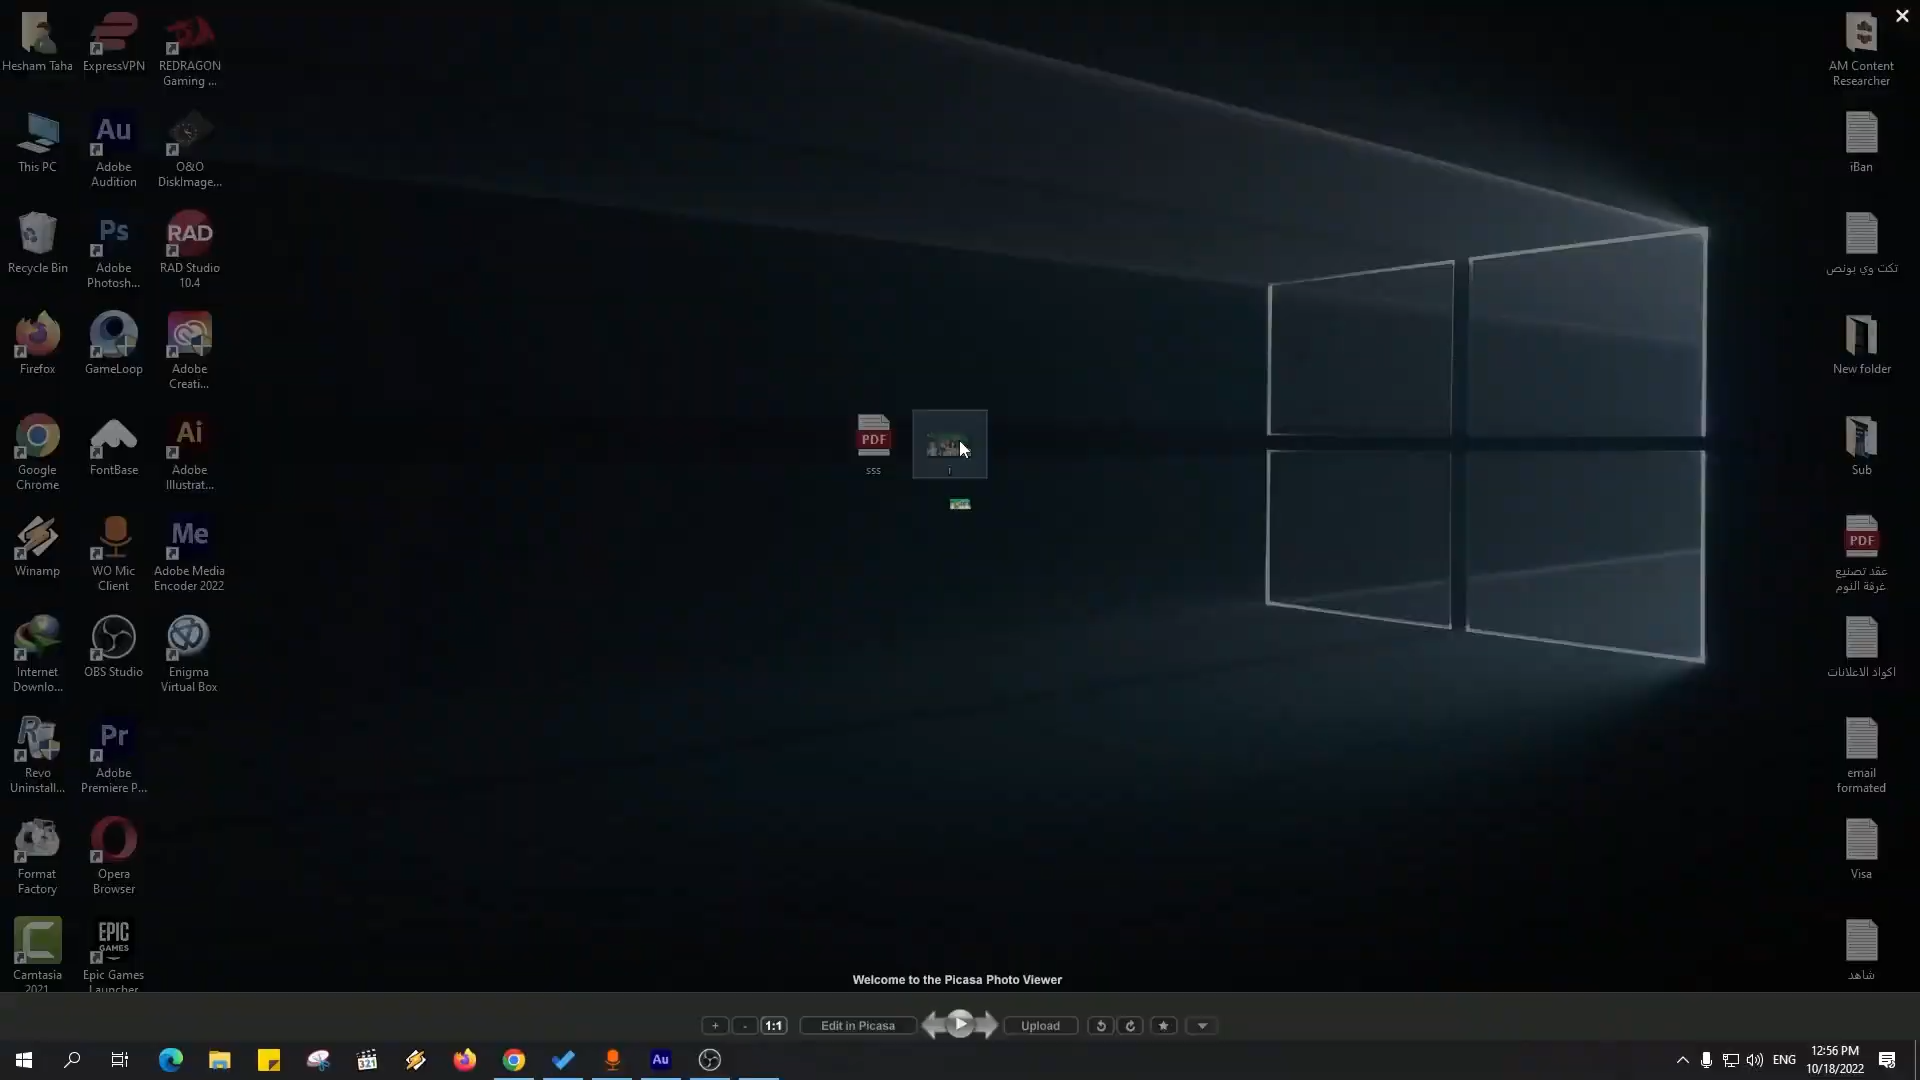 Hesham Taha
ExpressVPN
REDRAGON
Gaming ...
This PC
Au
Adobe
Audition
O&O
DiskImage...
Recycle Bin
Ps
Adobe
Photosh...
RAD
RAD Studio
10.4
Firefox
GameLoop
Adobe
Creati...
Google
Chrome
FontBase
Ai
Adobe
Illustrat...
Winamp
WO Mic
Client
Me
Adobe Media
Encoder 2022
Internet
Downlo...
OBS Studio
Enigma
Virtual Box
Revo
Uninstall...
Pr
Adobe
Premiere P...
Format
Factory
Opera
Browser
Camtasia
2021
EPIC
GAMES
Epic Games
Launcher
PDF
sss
AM Content
Researcher
iBan
تكت وي بونص
New folder
Sub
PDF
عقد تصنيع
غرفة النوم
اكواد الاعلانات
email
formated
Visa
شاهد
Welcome to the Picasa Photo Viewer
+
-
1:1
Edit in Picasa
Upload
321
Au
ENG
12:56 PM
10/18/2022